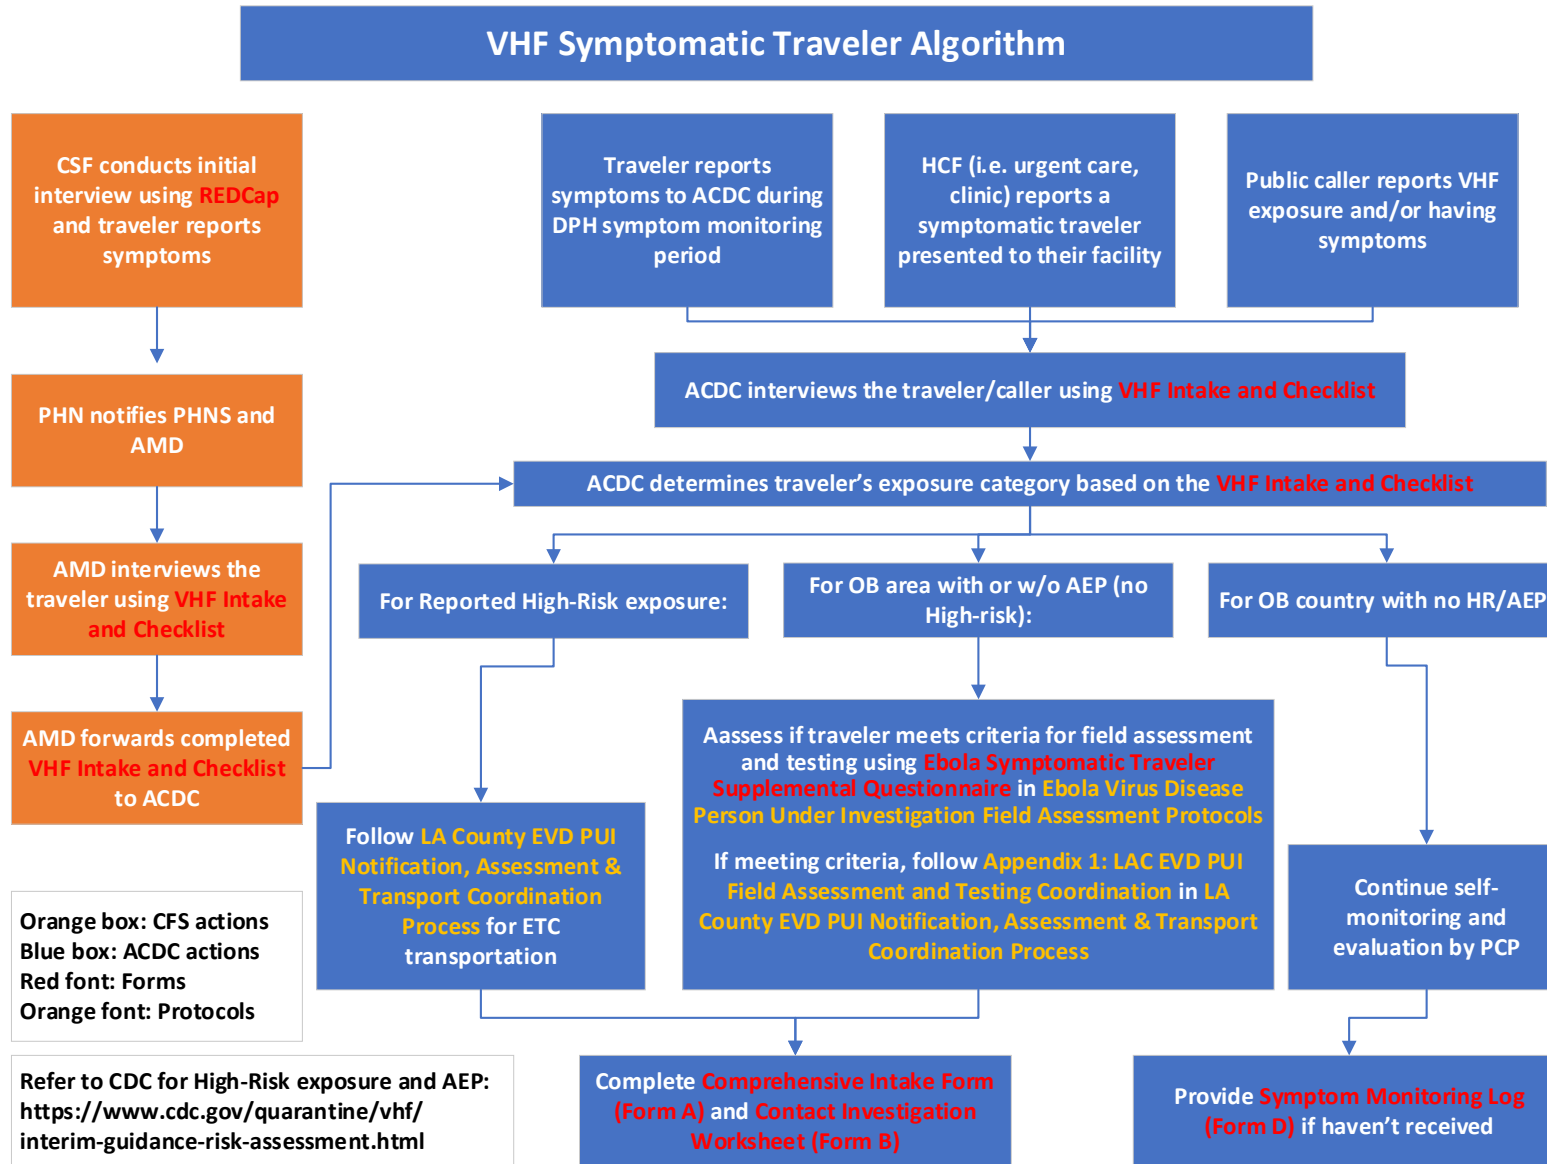 VHF Symptomatic Traveler Algorithm
CSF conducts initial
interview using REDCap
and traveler reports
symptoms
Traveler reports
symptoms to ACDC during
DPH symptom monitoring
period
HCF (i.e. urgent care,
clinic) reports a
symptomatic traveler
presented to their facility
Public caller reports VHF
exposure and/or having
symptoms
PHN notifies PHNS and
AMD
ACDC interviews the traveler/caller using VHF Intake and Checklist
ACDC determines traveler's exposure category based on the VHF Intake and Checklist
AMD interviews the
traveler using VHF Intake
and Checklist
For Reported High-Risk exposure:
For OB area with or w/o AEP (no
High-risk):
For OB country with no HR/AEP
AMD forwards completed
VHF Intake and Checklist
to ACDC
Follow LA County EVD PUI
Notification, Assessment &
Transport Coordination
Process for ETC
transportation
Aassess if traveler meets criteria for field assessment
and testing using Ebola Symptomatic Traveler
Supplemental Questionnaire in Ebola Virus Disease
Person Under Investigation Field Assessment Protocols
If meeting criteria, follow Appendix 1: LAC EVD PUI
Field Assessment and Testing Coordination in LA
County EVD PUI Notification, Assessment & Transport
Coordination Process
Continue self-
monitoring and
evaluation by PCP
Orange box: CFS actions
Blue box: ACDC actions
Red font: Forms
Orange font: Protocols
Refer to CDC for High-Risk exposure and AEP:
https://www.cdc.gov/quarantine/vhf/
interim-guidance-risk-assessment.html
Complete Comprehensive Intake Form
(Form A) and Contact Investigation
Worksheet (Form B)
Provide Symptom Monitoring Log
(Form D) if haven't received